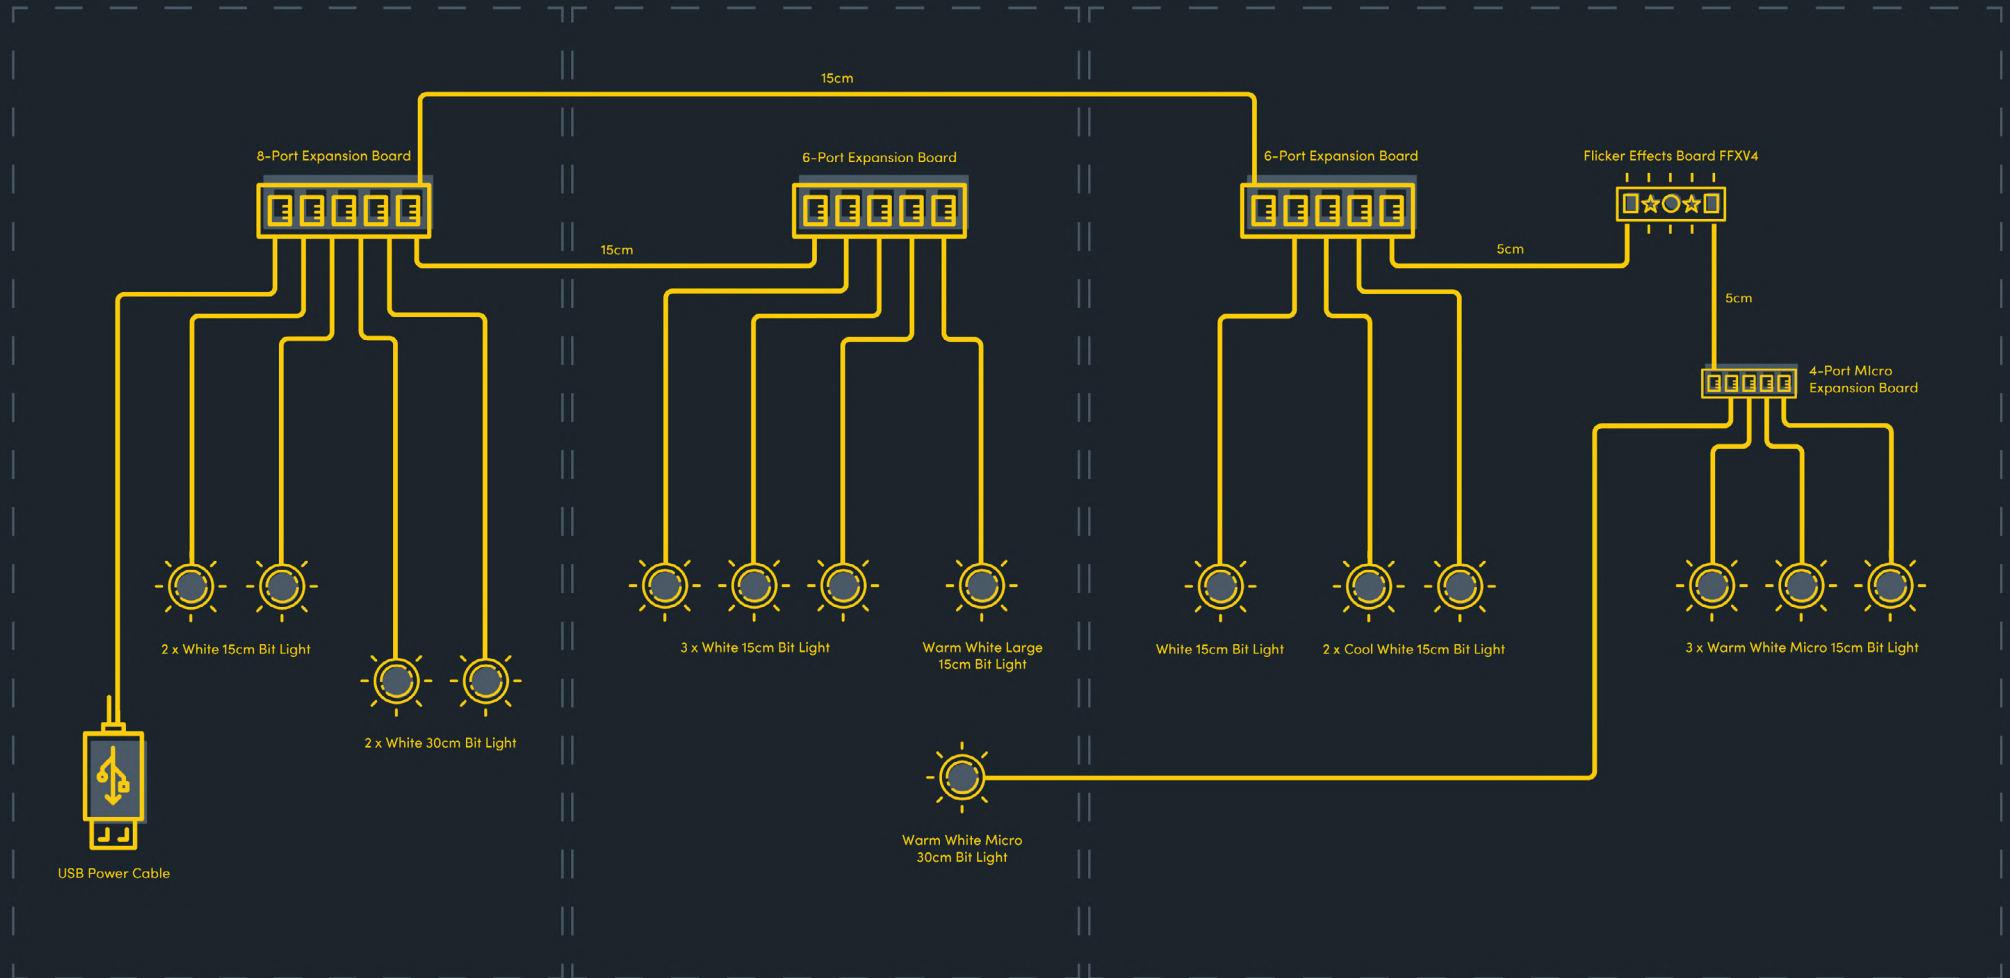 15cm
8-Port Expansion Board
6-Port Expansion Board
6-Port Expansion Board
Flicker Effects Board FFXV4
15cm
5cm
5cm
4-Port MIcro
Expansion Board
2 x White 15cm Bit Light
3 x White 15cm Bit Light
Warm White Large
15cm Bit Light
White 15cm Bit Light
2 x Cool White 15cm Bit Light
3 x Warm White Micro 15cm Bit Light
2 x White 30cm Bit Light
Warm White Micro
30cm Bit Light
USB Power Cable